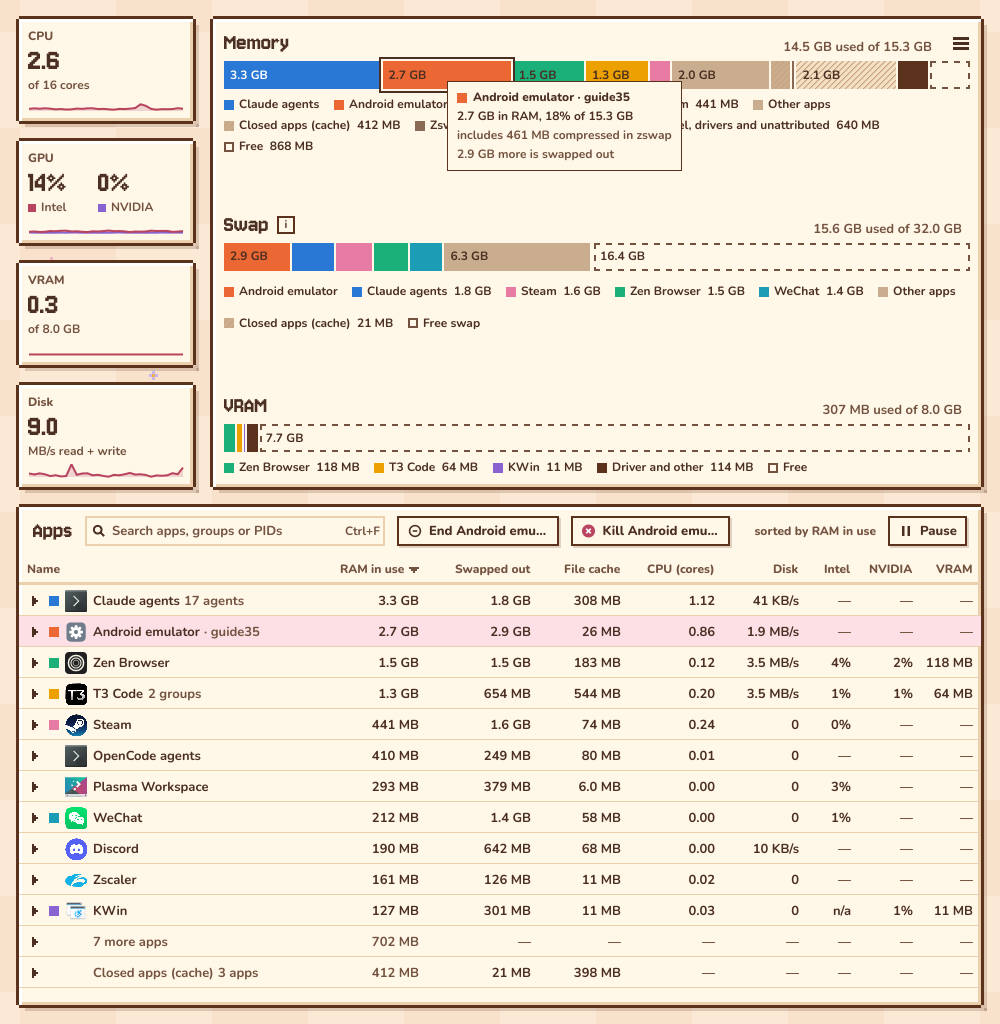 CPU
2.6
of 16 cores
GPU
14% 0%
Intel NVIDIA
VRAM
0.3
of 8.0 GB
Disk
9.0
MB/s read + write
Memory 14.5 GB used of 15.3 GB
3.3 GB 2.7 GB 1.5 GB 1.3 GB 2.0 GB 2.1 GB
Claude agents Android emulator 441 MB Other apps
Closed apps (cache) 412 MB drivers and unattributed 640 MB
Free 868 MB
Android emulator · guide35
2.7 GB in RAM, 18% of 15.3 GB
includes 461 MB compressed in zswap
2.9 GB more is swapped out
Swap i 15.6 GB used of 32.0 GB
2.9 GB 6.3 GB 16.4 GB
Android emulator Claude agents 1.8 GB Steam 1.6 GB Zen Browser 1.5 GB WeChat 1.4 GB Other apps
Closed apps (cache) 21 MB Free swap
VRAM 307 MB used of 8.0 GB
7.7 GB
Zen Browser 118 MB T3 Code 64 MB KWin 11 MB Driver and other 114 MB Free
Apps Search apps, groups or PIDs Ctrl+F End Android emu... Kill Android emu... sorted by RAM in use Pause
Name RAM in use Swapped out File cache CPU (cores) Disk Intel NVIDIA VRAM
Claude agents 17 agents 3.3 GB 1.8 GB 308 MB 1.12 41 KB/s — — —
Android emulator · guide35 2.7 GB 2.9 GB 26 MB 0.86 1.9 MB/s — — —
Zen Browser 1.5 GB 1.5 GB 183 MB 0.12 3.5 MB/s 4% 2% 118 MB
T3 Code 2 groups 1.3 GB 654 MB 544 MB 0.20 3.5 MB/s 1% 1% 64 MB
Steam 441 MB 1.6 GB 74 MB 0.24 0 0% — —
OpenCode agents 410 MB 249 MB 80 MB 0.01 0 — — —
Plasma Workspace 293 MB 379 MB 6.0 MB 0.00 0 3% — —
WeChat 212 MB 1.4 GB 58 MB 0.00 0 1% — —
Discord 190 MB 642 MB 68 MB 0.00 10 KB/s — — —
Zscaler 161 MB 126 MB 11 MB 0.02 0 — — —
KWin 127 MB 301 MB 11 MB 0.03 0 n/a 1% 11 MB
7 more apps 702 MB — — — — — — —
Closed apps (cache) 3 apps 412 MB 21 MB 398 MB — — — — —